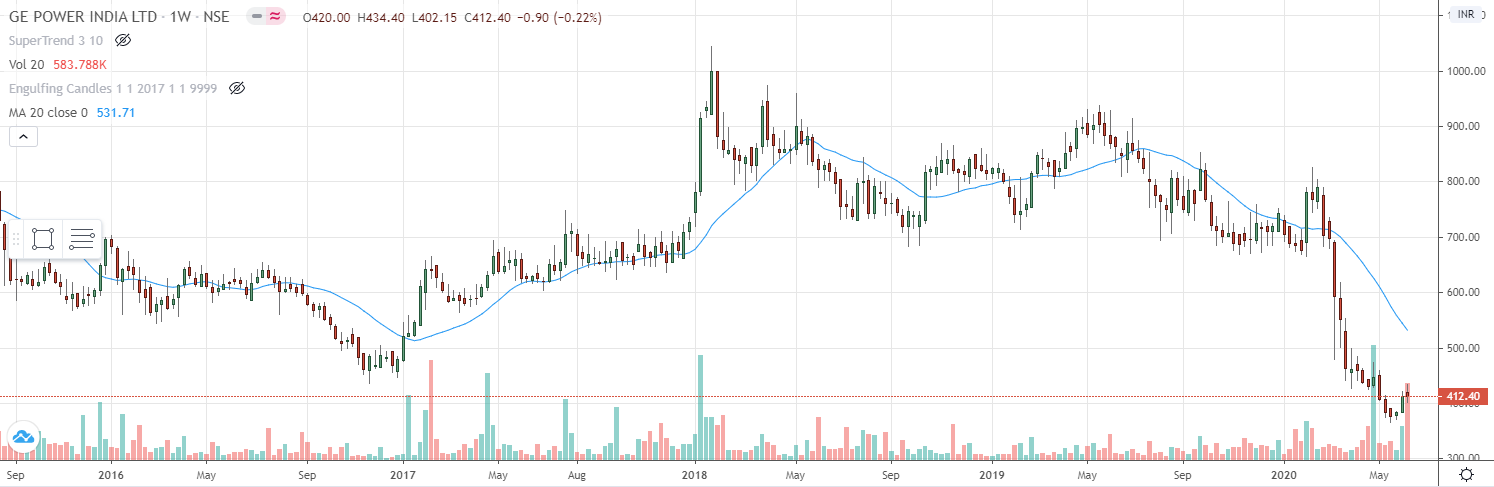 GE POWER INDIA LTD · 1W · NSE O420.00 H434.40 L402.15 C412.40 −0.90 (−0.22%)
INR
SuperTrend 3 10
Vol 20 583.788K
Engulfing Candles 1 1 2017 1 1 9999
MA 20 close 0 531.71
1000.00
900.00
800.00
700.00
600.00
500.00
412.40
300.00
Sep 2016 May Sep 2017 May Aug 2018 May Sep 2019 May Sep 2020 May